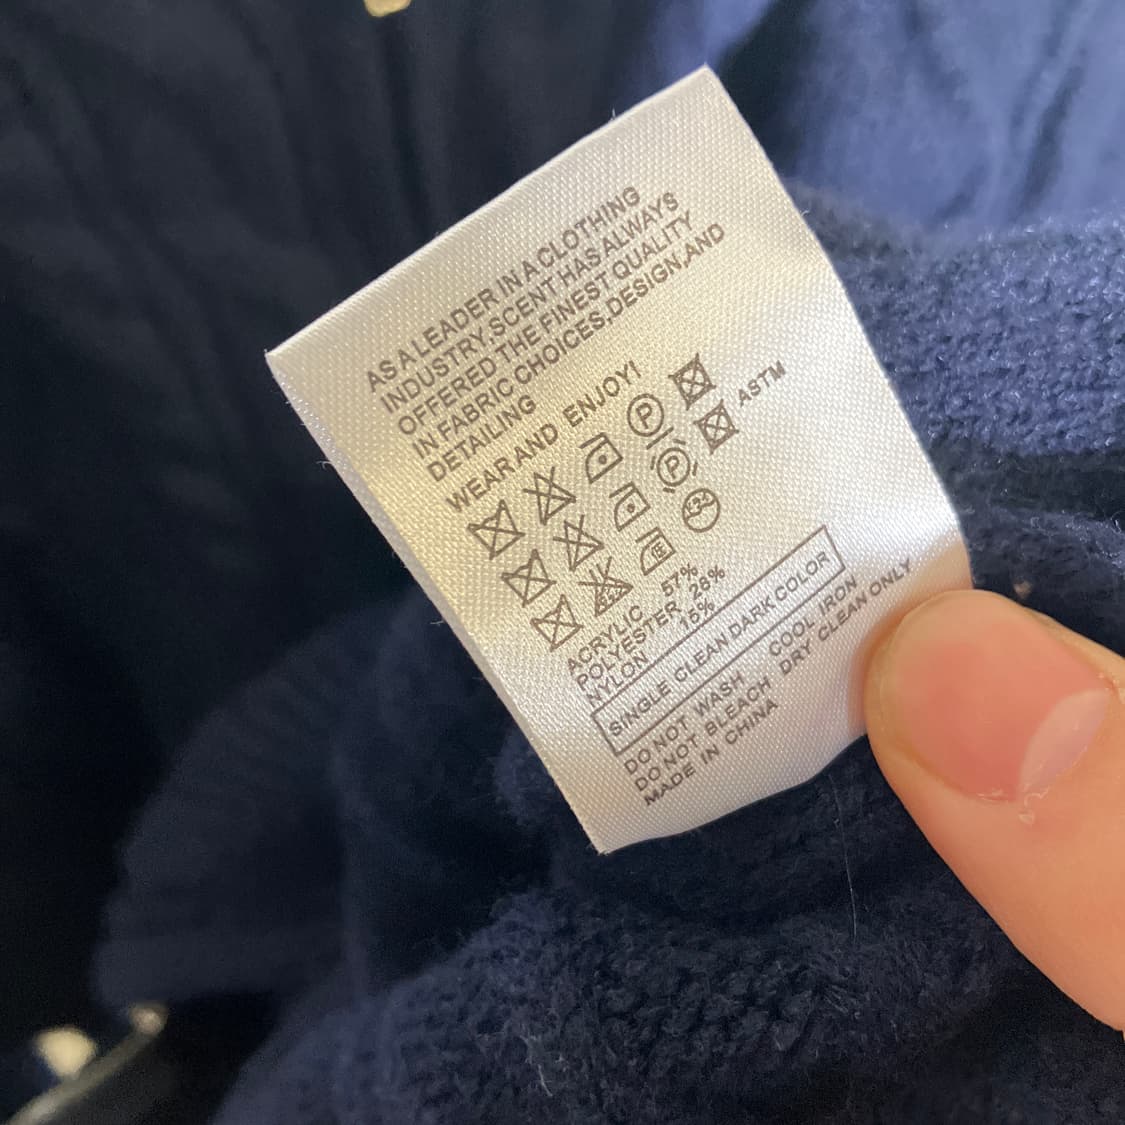 AS A LEADER IN A CLOTHING
INDUSTRY,SCENT HAS ALWAYS
OFFERED THE FINEST QUALITY
IN FABRIC CHOICES,DESIGN,AND
DETAILING
WEAR AND ENJOY!
P
ASTM
P
ACRYLIC 57%
POLYESTER 28%
NYLON 15%
SINGLE CLEAN DARK COLOR
DO NOT WASH COOL IRON
DO NOT BLEACH DRY CLEAN ONLY
MADE IN CHINA